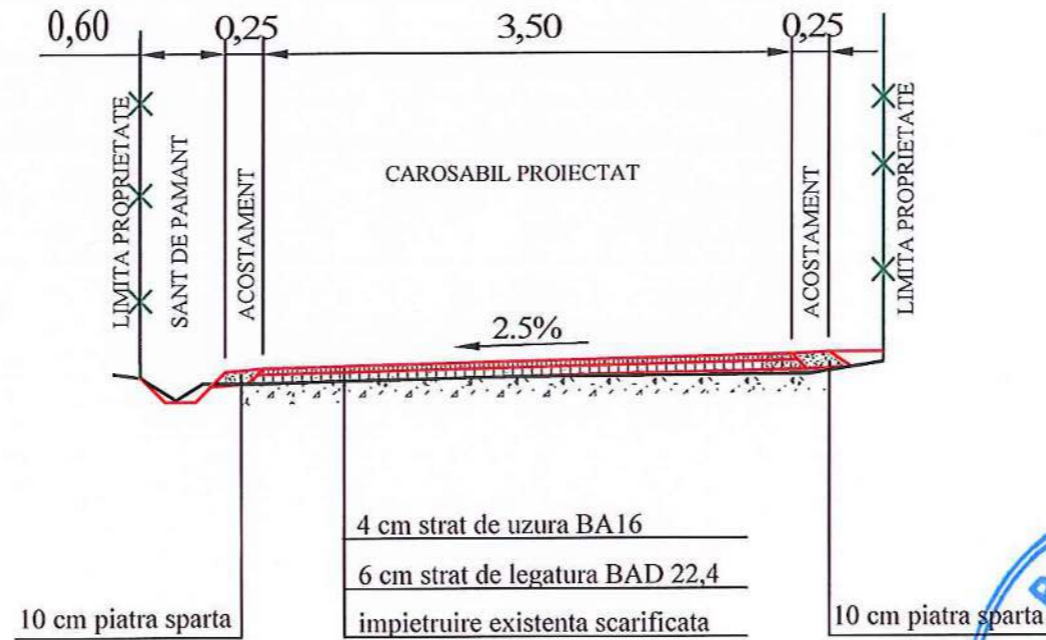 0,60 0,25 3,50 0,25
LIMITA PROPRIETATE
SANT DE PAMANT
ACOSTAMENT
CAROSABIL PROIECTAT
ACOSTAMENT
LIMITA PROPRIETATE
2.5%
4 cm strat de uzura BA16
6 cm strat de legatura BAD 22,4
impietruire existenta scarificata
10 cm piatra sparta
10 cm piatra sparta